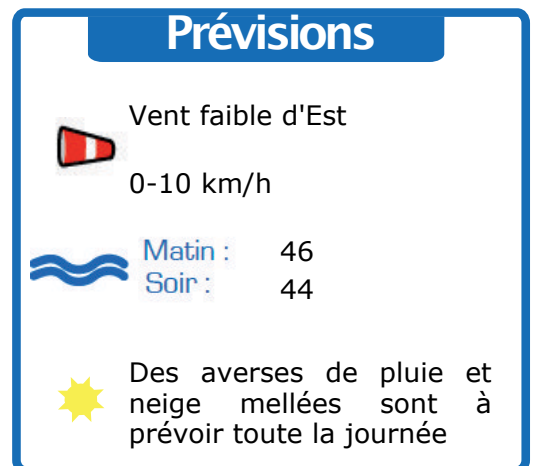 Prévisions
Vent faible d'Est
0-10 km/h
Matin : 46
Soir : 44
Des averses de pluie et
neige mellées sont à
prévoir toute la journée